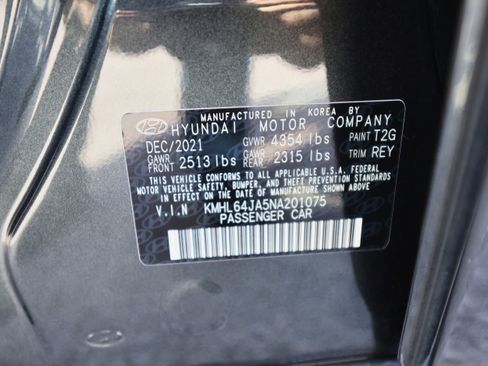 MANUFACTURED IN KOREA BY
HYUNDAI MOTOR COMPANY
DEC/2021 GVWR 4354 lbs PAINT T2G
GAWR FRONT 2513 lbs GAWR REAR 2315 lbs TRIM REY
THIS VEHICLE CONFORMS TO ALL APPLICABLE U.S.A FEDERAL
MOTOR VEHICLE SAFETY, BUMPER, AND THEFT PREVENTION
STANDARDS IN EFFECT ON THE DATE OF MANUFACTURE SHOWN ABOVE.
V.I.N KMHL64JA5NA201075
PASSENGER CAR